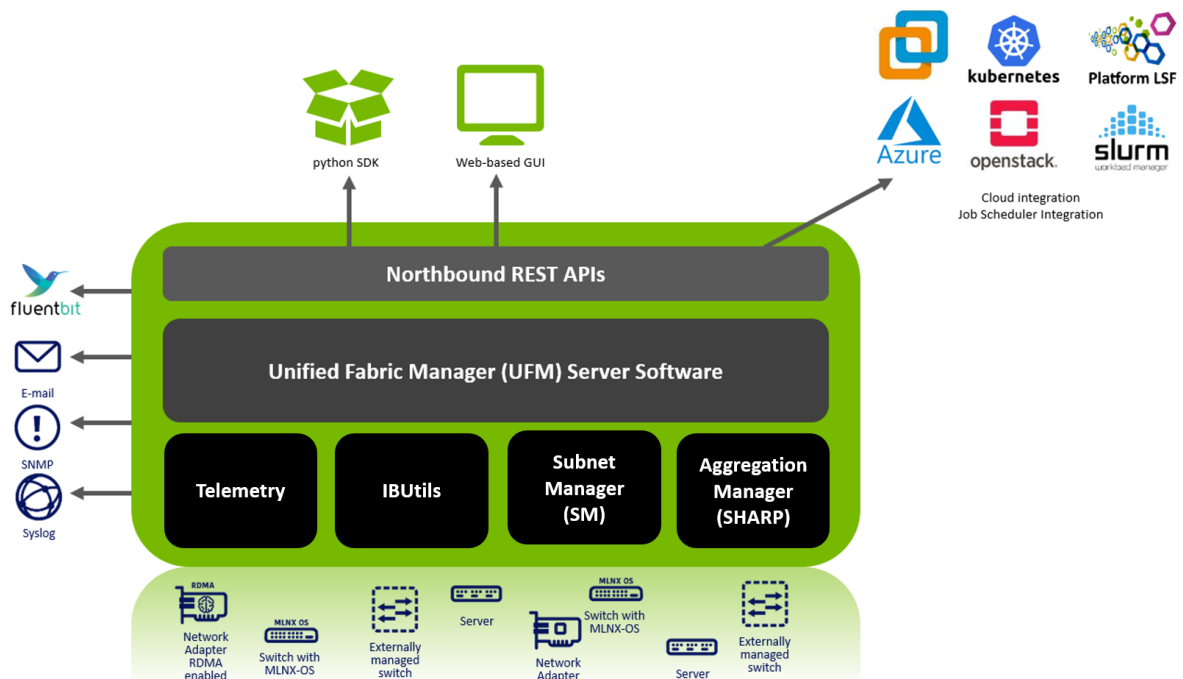 kubernetes
Platform LSF
Azure
openstack.
slurm
workload manager
Cloud integration
Job Scheduler Integration
python SDK
Web-based GUI
Northbound REST APIs
fluentbit
Unified Fabric Manager (UFM) Server Software
E-mail
SNMP
Syslog
Telemetry
IBUtils
Subnet
Manager
(SM)
Aggregation
Manager
(SHARP)
RDMA
Network
Adapter
RDMA
enabled
MLNX OS
Switch with
MLNX-OS
Externally
managed
switch
Server
Network
Adapter
MLNX OS
Switch with
MLNX-OS
Server
Externally
managed
switch